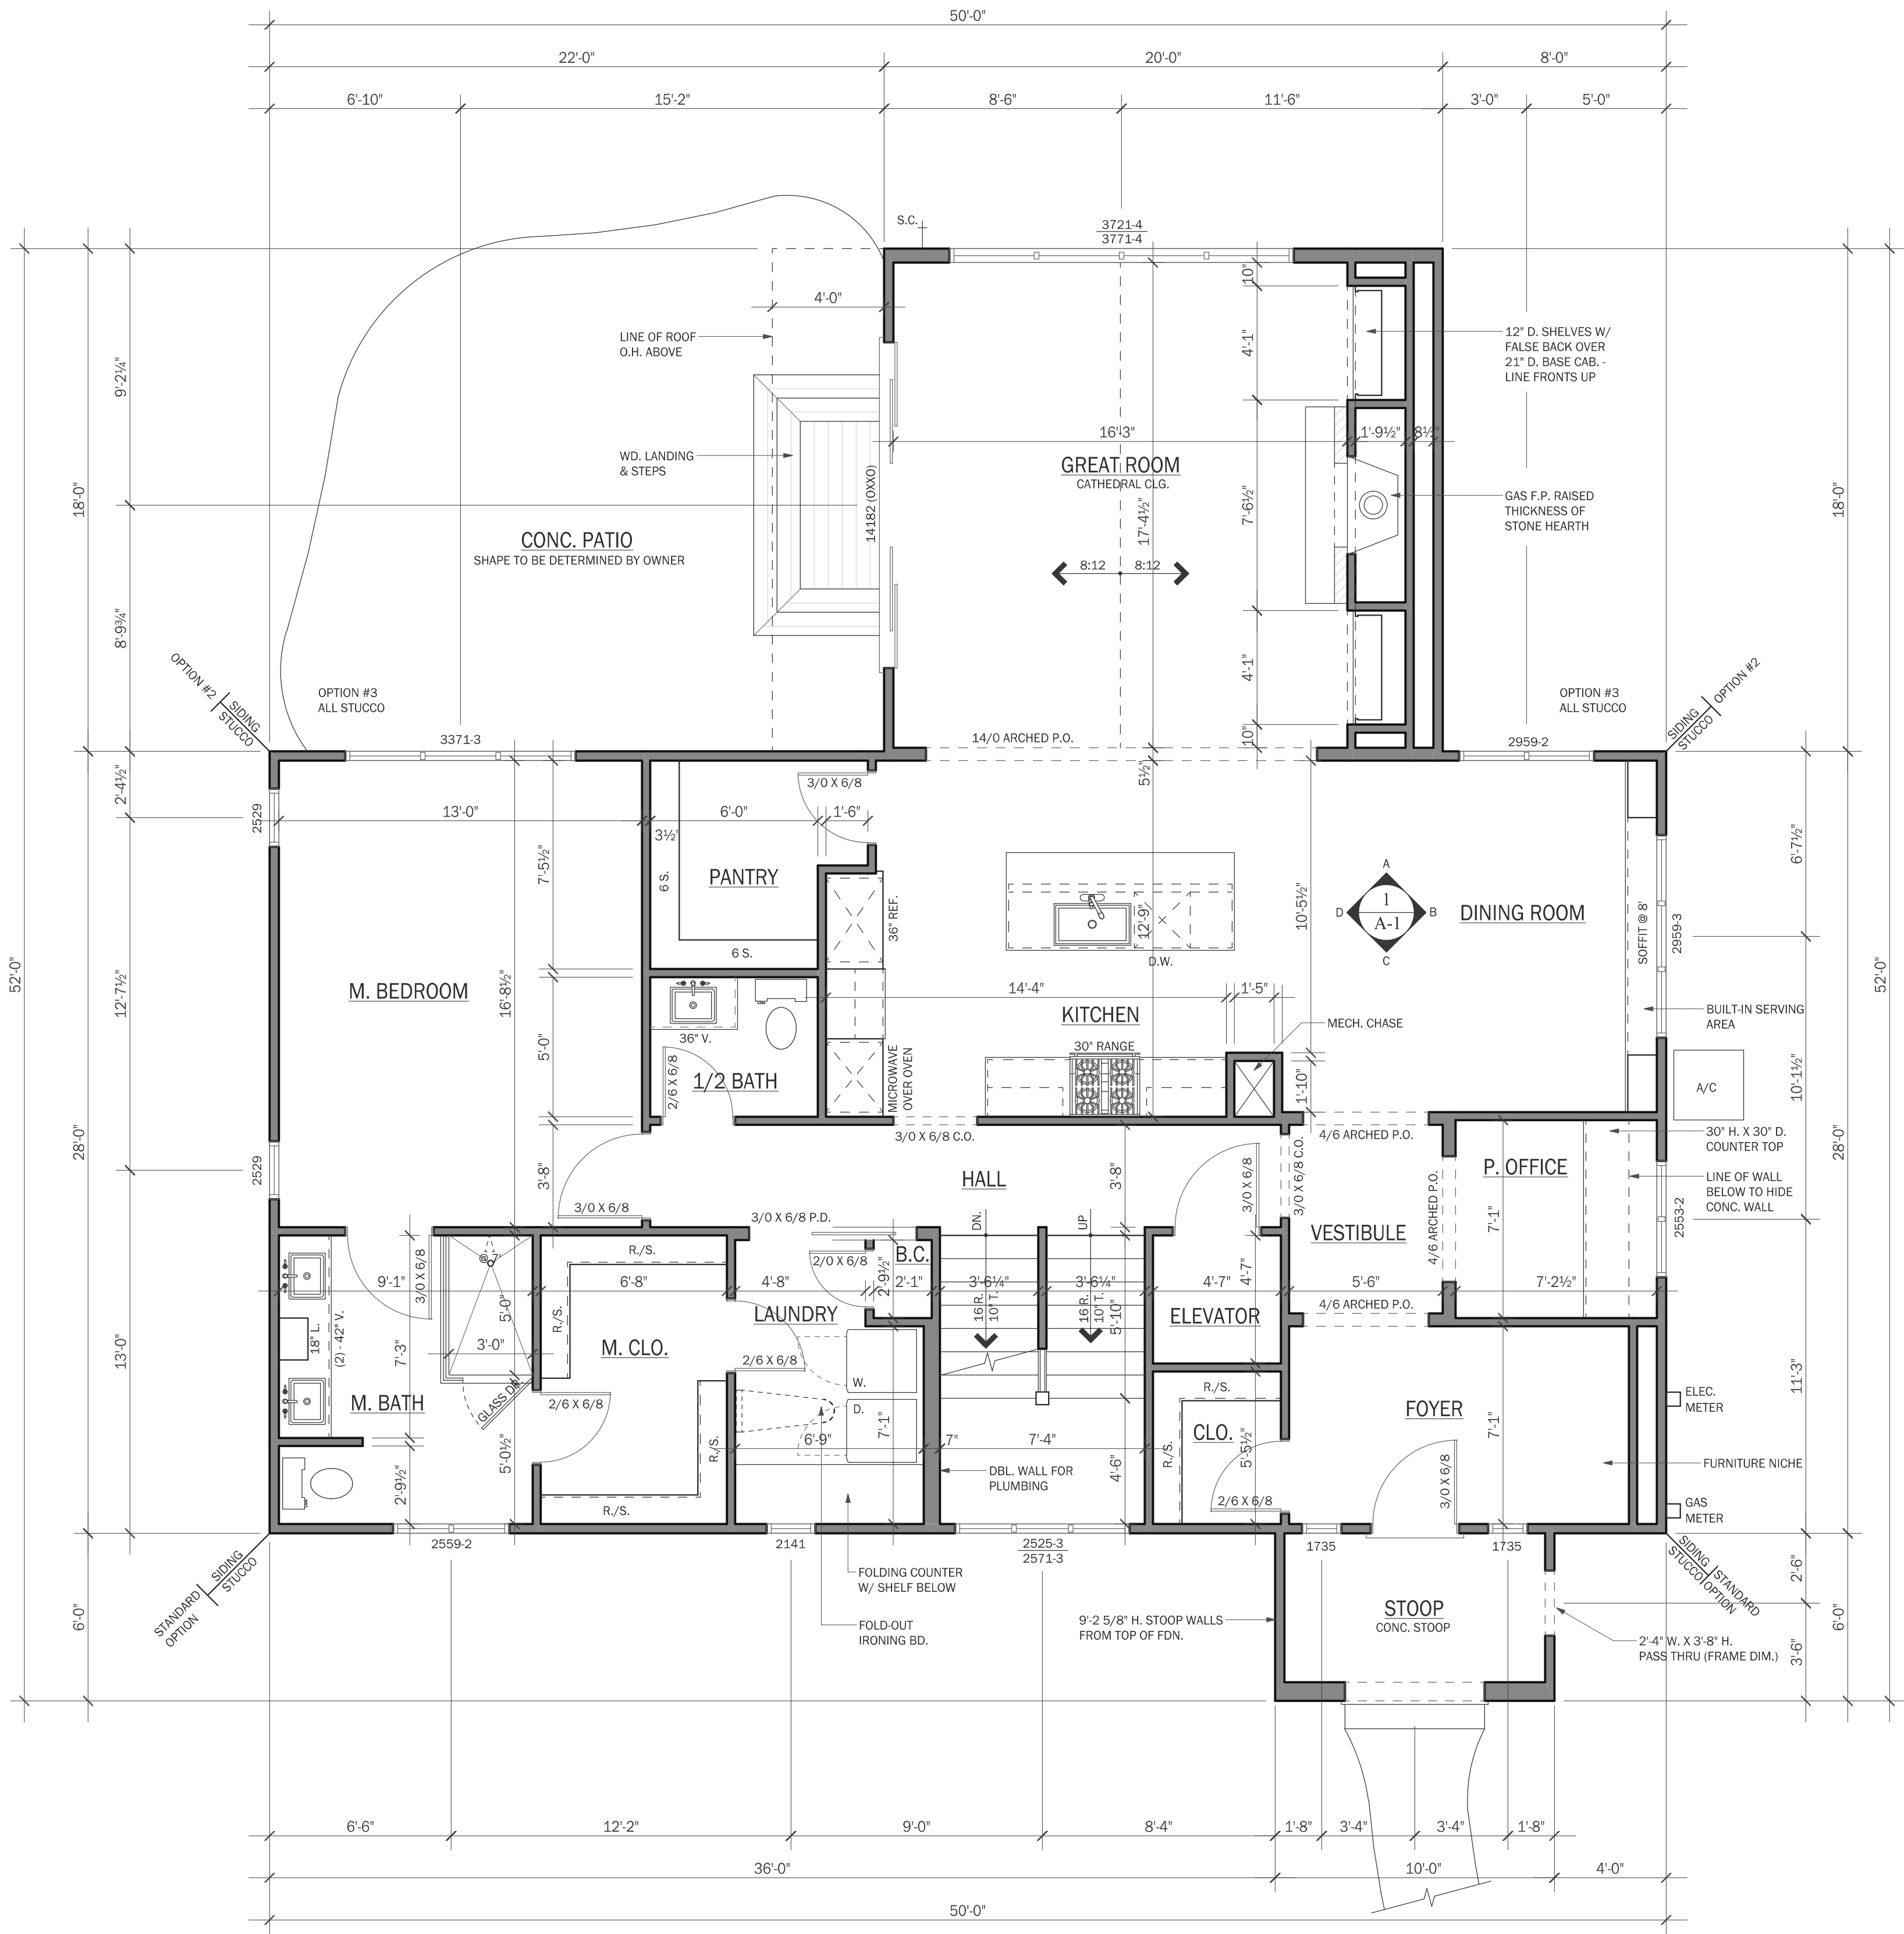 50'-0"
22'-0" 20'-0" 8'-0"
6'-10" 15'-2" 8'-6" 11'-6" 3'-0" 5'-0"
S.C.
3721-4
3771-4
4'-0"
LINE OF ROOF
O.H. ABOVE
WD. LANDING
& STEPS
14182 (OXXO)
CONC. PATIO
SHAPE TO BE DETERMINED BY OWNER
16'-3"
1'-9½"
8½"
GREAT ROOM
CATHEDRAL CLG.
17'-4½"
8:12 8:12
10"
4'-1"
7'-6½"
4'-1"
10"
12" D. SHELVES W/
FALSE BACK OVER
21" D. BASE CAB. -
LINE FRONTS UP
GAS F.P. RAISED
THICKNESS OF
STONE HEARTH
52'-0"
18'-0"
28'-0"
6'-0"
9'-2¼"
8'-9¾"
2'-4½"
12'-7½"
13'-0"
18'-0"
52'-0"
28'-0"
6'-0"
6'-7½"
10'-1½"
11'-3"
2'-6"
3'-6"
OPTION #2
SIDING
STUCCO
OPTION #3
ALL STUCCO
OPTION #3
ALL STUCCO
SIDING
STUCCO
OPTION #2
3371-3
14/0 ARCHED P.O.
2959-2
5½"
2529
13'-0"
3½"
6'-0"
1'-6"
3/0 X 6/8
7'-5½"
6 S.
PANTRY
6 S.
36" REF.
M. BEDROOM
16'-8½"
5'-0"
36" V.
2/6 X 6/8
1/2 BATH
MICROWAVE
OVER OVEN
12'-9"
D.W.
14'-4"
1'-5"
KITCHEN
30" RANGE
MECH. CHASE
10'-5½"
1'-10"
A
1
D B
A-1
C
DINING ROOM
SOFFIT @ 8'
2959-3
BUILT-IN SERVING
AREA
A/C
2529
3'-8"
3/0 X 6/8
3/0 X 6/8 C.O.
HALL
3'-8"
3/0 X 6/8
3/0 X 6/8 C.O.
4/6 ARCHED P.O.
4/6 ARCHED P.O.
VESTIBULE
4/6 ARCHED P.O.
P. OFFICE
7'-1"
2553-2
30" H. X 30" D.
COUNTER TOP
LINE OF WALL
BELOW TO HIDE
CONC. WALL
3/0 X 6/8 P.D.
DN.
UP
B.C.
2/0 X 6/8
2'-9½"
9'-1"
3/0 X 6/8
@ 7'
6'-8"
4'-8"
2'-1"
3'-6¼"
3'-6¼"
4'-7"
5'-6"
7'-2½"
R./S.
R./S.
5'-0"
3'-0"
18" L.
(2) - 42" V.
7'-3"
M. BATH
GLASS DR.
M. CLO.
2/6 X 6/8
LAUNDRY
2/6 X 6/8
W.
D.
16 R.
10" T.
16 R.
10" T.
5'-10"
4'-7"
ELEVATOR
R./S.
CLO.
R./S.
5'-5½"
2/6 X 6/8
FOYER
7'-1"
3/0 X 6/8
ELEC.
METER
FURNITURE NICHE
GAS
METER
2'-9½"
5'-0½"
R./S.
R./S.
6'-9"
7'-1"
7"
7'-4"
4'-6"
DBL. WALL FOR
PLUMBING
2559-2
2141
2525-3
2571-3
1735
1735
SIDING
STUCCO
STANDARD
OPTION
FOLDING COUNTER
W/ SHELF BELOW
FOLD-OUT
IRONING BD.
9'-2 5/8" H. STOOP WALLS
FROM TOP OF FDN.
STOOP
CONC. STOOP
SIDING
STUCCO
STANDARD
OPTION
2'-4" W. X 3'-8" H.
PASS THRU (FRAME DIM.)
6'-6" 12'-2" 9'-0" 8'-4" 1'-8" 3'-4" 3'-4" 1'-8"
36'-0" 10'-0" 4'-0"
50'-0"